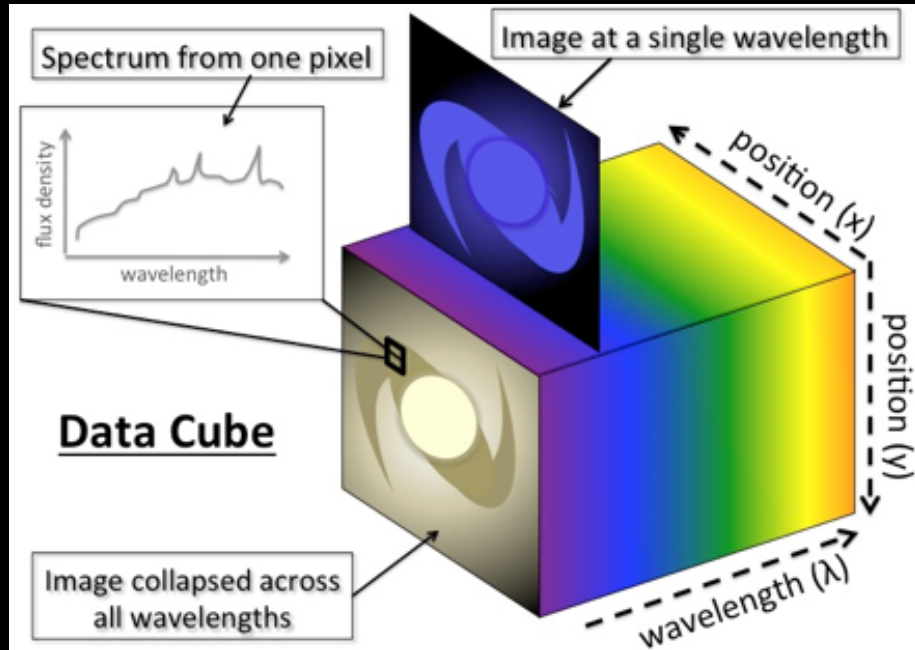 Spectrum from one pixel
Image at a single wavelength
flux density
wavelength
position (x)
position (y)
Data Cube
Image collapsed across
all wavelengths
wavelength (λ)